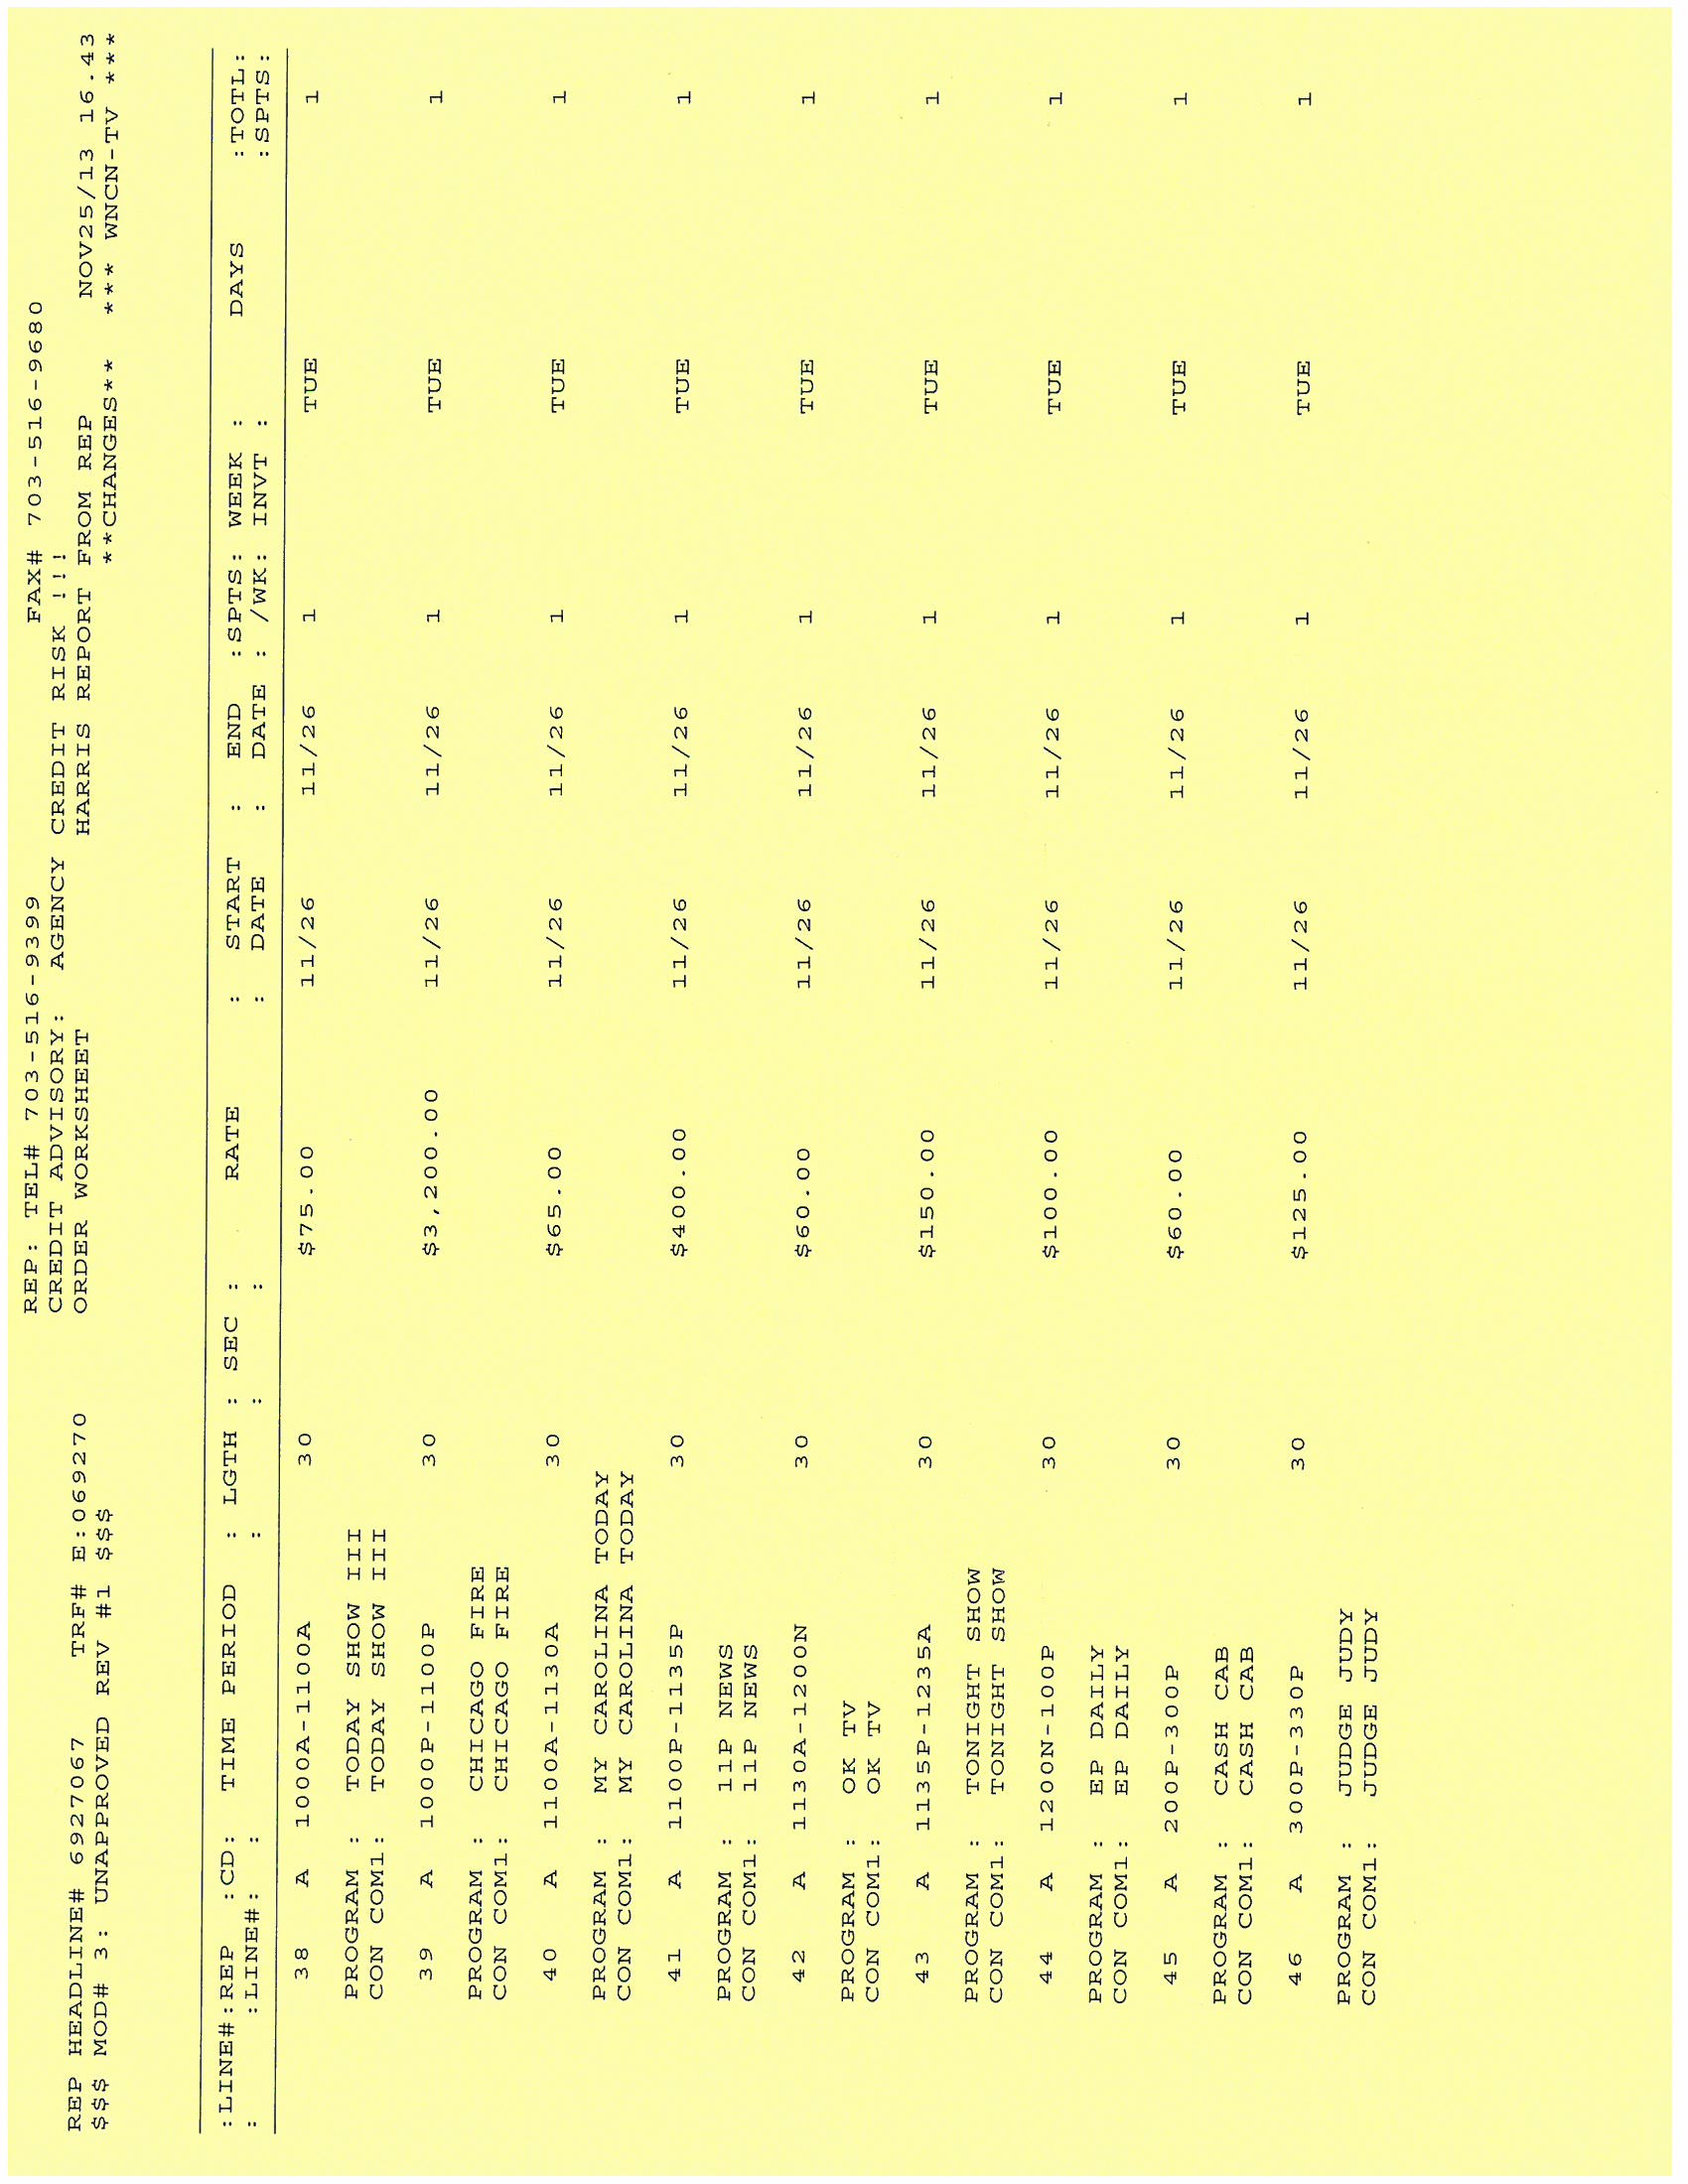 REP: TEL# 703-516-9399 FAX# 703-516-9680
CREDIT ADVISORY: AGENCY CREDIT RISK !!!
REP HEADLINE# 6927067 TRF# E:069270 ORDER WORKSHEET HARRIS REPORT FROM REP NOV25/13 16.43
$$$ MOD# 3: UNAPPROVED REV #1 $$$ **CHANGES** *** WNCN-TV ***
:LINE#:REP :CD: TIME PERIOD : LGTH : SEC : RATE : START : END :SPTS: WEEK : DAYS :TOTL:
: :LINE#: : : : : DATE : DATE : /WK: INVT : :SPTS:
38 A 1000A-1100A 30 $75.00 11/26 11/26 1 TUE 1
PROGRAM : TODAY SHOW III
CON COM1: TODAY SHOW III
39 A 1000P-1100P 30 $3,200.00 11/26 11/26 1 TUE 1
PROGRAM : CHICAGO FIRE
CON COM1: CHICAGO FIRE
40 A 1100A-1130A 30 $65.00 11/26 11/26 1 TUE 1
PROGRAM : MY CAROLINA TODAY
CON COM1: MY CAROLINA TODAY
41 A 1100P-1135P 30 $400.00 11/26 11/26 1 TUE 1
PROGRAM : 11P NEWS
CON COM1: 11P NEWS
42 A 1130A-1200N 30 $60.00 11/26 11/26 1 TUE 1
PROGRAM : OK TV
CON COM1: OK TV
43 A 1135P-1235A 30 $150.00 11/26 11/26 1 TUE 1
PROGRAM : TONIGHT SHOW
CON COM1: TONIGHT SHOW
44 A 1200N-100P 30 $100.00 11/26 11/26 1 TUE 1
PROGRAM : EP DAILY
CON COM1: EP DAILY
45 A 200P-300P 30 $60.00 11/26 11/26 1 TUE 1
PROGRAM : CASH CAB
CON COM1: CASH CAB
46 A 300P-330P 30 $125.00 11/26 11/26 1 TUE 1
PROGRAM : JUDGE JUDY
CON COM1: JUDGE JUDY